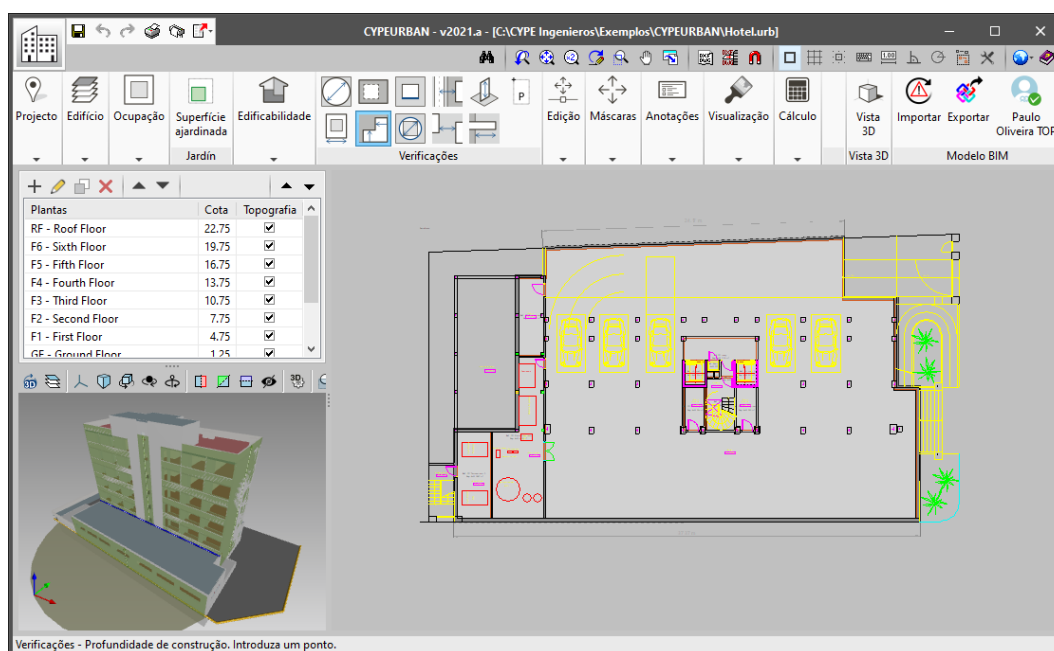 CYPEURBAN - v2021.a - [C:\CYPE Ingenieros\Exemplos\CYPEURBAN\Hotel.urb]
Projecto
Edifício
Ocupação
Superfície
ajardinada
Edificabilidade
P
Edição
Máscaras
Anotações
Visualização
Cálculo
Vista
3D
Importar
Exportar
Paulo
Oliveira TOP
Jardín
Verificações
Vista 3D
Modelo BIM
Plantas Cota Topografia
RF - Roof Floor 22.75
F6 - Sixth Floor 19.75
F5 - Fifth Floor 16.75
F4 - Fourth Floor 13.75
F3 - Third Floor 10.75
F2 - Second Floor 7.75
F1 - First Floor 4.75
GF - Ground Floor 1.25
3D
3D
Verificações - Profundidade de construção. Introduza um ponto.